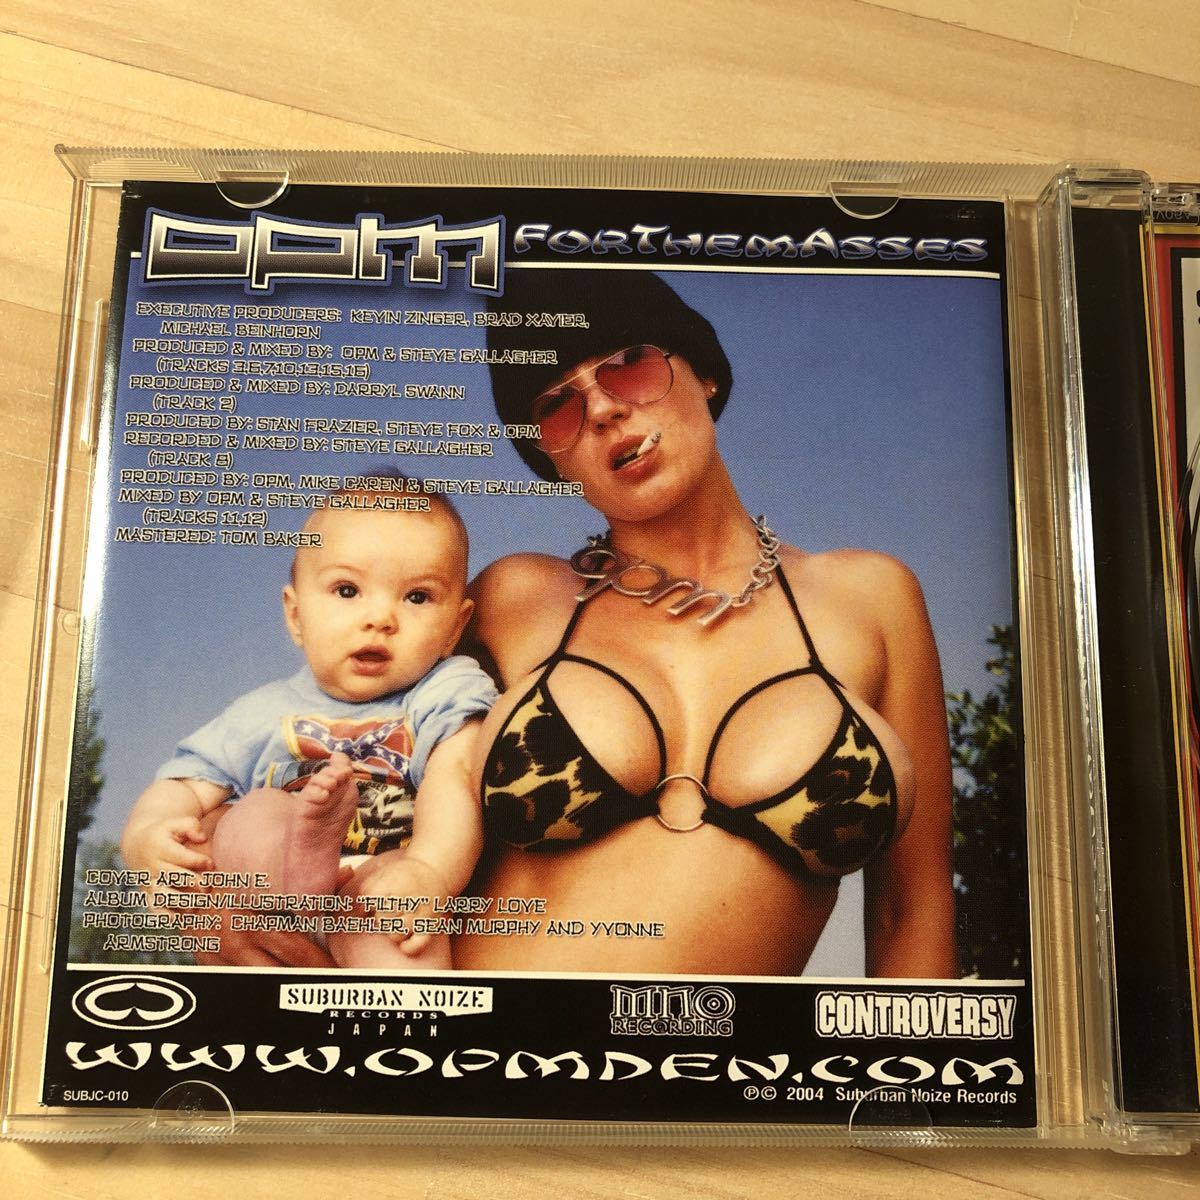 OPM FORTHEMASSES
EXECUTIVE PRODUCERS: KEVIN ZINGER, BRAD XAVIER,
MICHAEL BEINHORN
PRODUCED & MIXED BY: OPM & STEVE GALLAGHER
(TRACKS 3,6,7,10,13,15,16)
PRODUCED & MIXED BY: DARRYL SWANN
(TRACK 2)
PRODUCED BY: STAN FRAZIER, STEVE FOX & OPM
RECORDED & MIXED BY: STEVE GALLAGHER
(TRACK 8)
PRODUCED BY: OPM, MIKE CAREN & STEVE GALLAGHER
MIXED BY OPM & STEVE GALLAGHER
(TRACKS 11,12)
MASTERED: TOM BAKER
opm
COVER ART: JOHN E.
ALBUM DESIGN/ILLUSTRATION: "FILTHY" LARRY LOVE
PHOTOGRAPHY: CHAPMAN BAEHLER, SEAN MURPHY AND YVONNE
ARMSTRONG
SUBURBAN NOIZE
RECORDS
JAPAN
MNO
RECORDING
CONTROVERSY
WWW.OPMDEN.COM
SUBJC-010
℗© 2004 Suburban Noize Records